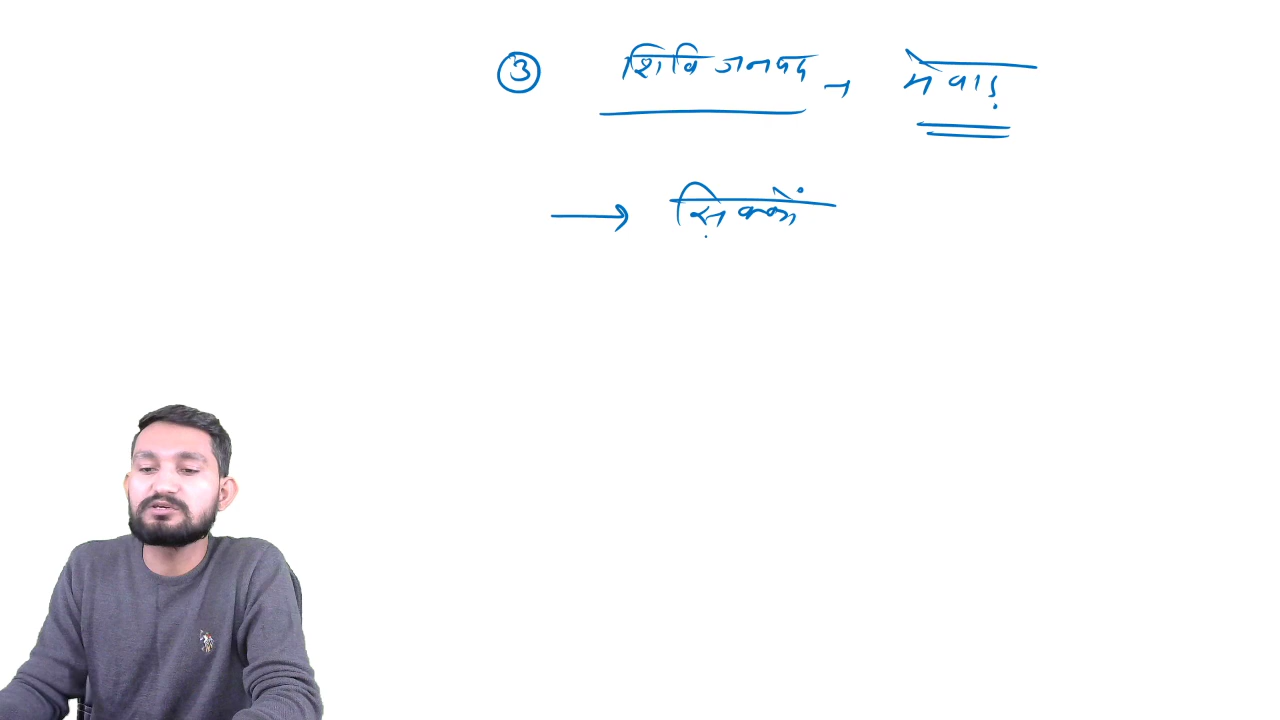 ③ शिवि जनपद → मेवाड़
→ सिक्कों